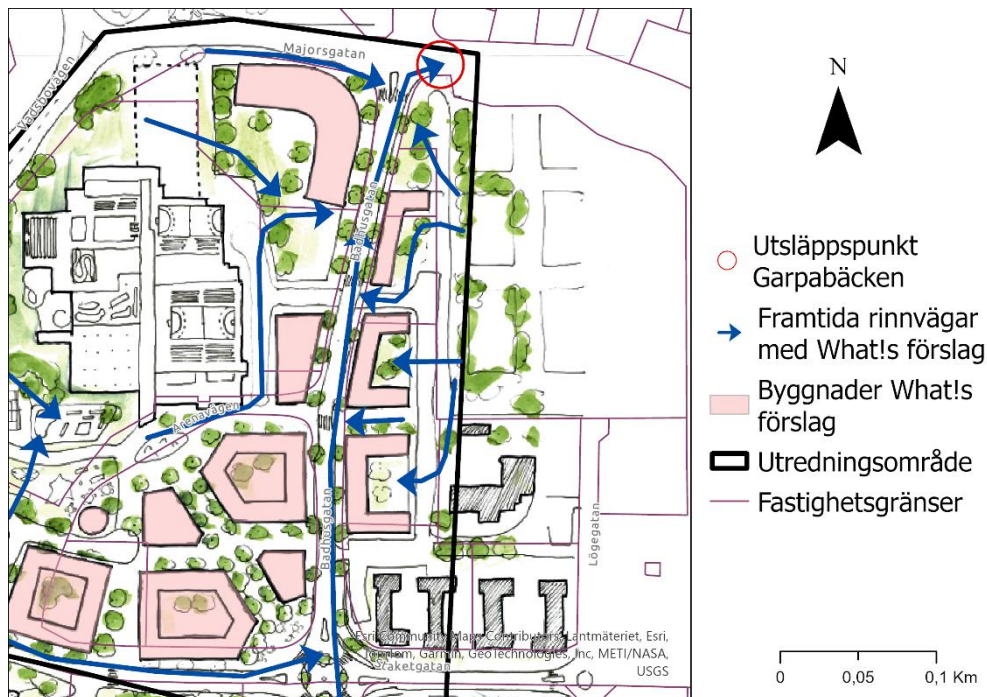 Majorsgatan
Vadsbovägen
Badhusgatan
Arenavägen
Badhusgatan
Lögegatan
Esri Community Maps Contributors, Lantmäteriet, Esri,
TomTom, Garmin, GeoTechnologies, Inc, METI/NASA,
USGS
raketgatan
N
Utsläppspunkt
Garpabäcken
Framtida rinnvägar
med What!s förslag
Byggnader What!s
förslag
Utredningsområde
Fastighetsgränser
0
0,05
0,1 Km